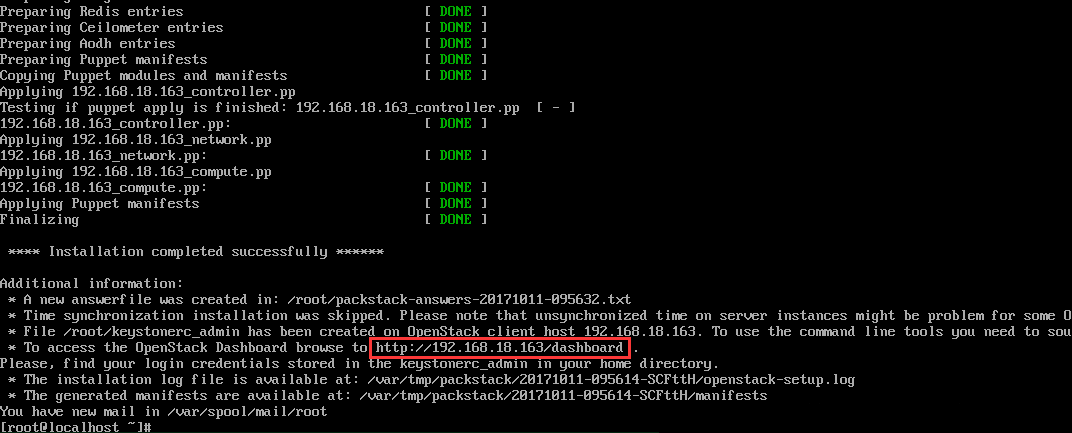 Preparing Redis entries [ DONE ]
Preparing Ceilometer entries [ DONE ]
Preparing Aodh entries [ DONE ]
Preparing Puppet manifests [ DONE ]
Copying Puppet modules and manifests [ DONE ]
Applying 192.168.18.163_controller.pp
Testing if puppet apply is finished: 192.168.18.163_controller.pp [ - ]
192.168.18.163_controller.pp: [ DONE ]
Applying 192.168.18.163_network.pp
192.168.18.163_network.pp: [ DONE ]
Applying 192.168.18.163_compute.pp
192.168.18.163_compute.pp: [ DONE ]
Applying Puppet manifests [ DONE ]
Finalizing [ DONE ]
**** Installation completed successfully ******
Additional information:
* A new answerfile was created in: /root/packstack-answers-20171011-095632.txt
* Time synchronization installation was skipped. Please note that unsynchronized time on server instances might be problem for some O
* File /root/keystonerc_admin has been created on OpenStack client host 192.168.18.163. To use the command line tools you need to sou
* To access the OpenStack Dashboard browse to http://192.168.18.163/dashboard .
Please, find your login credentials stored in the keystonerc_admin in your home directory.
* The installation log file is available at: /var/tmp/packstack/20171011-095614-SCFttH/openstack-setup.log
* The generated manifests are available at: /var/tmp/packstack/20171011-095614-SCFttH/manifests
You have new mail in /var/spool/mail/root
[root@localhost ~]#